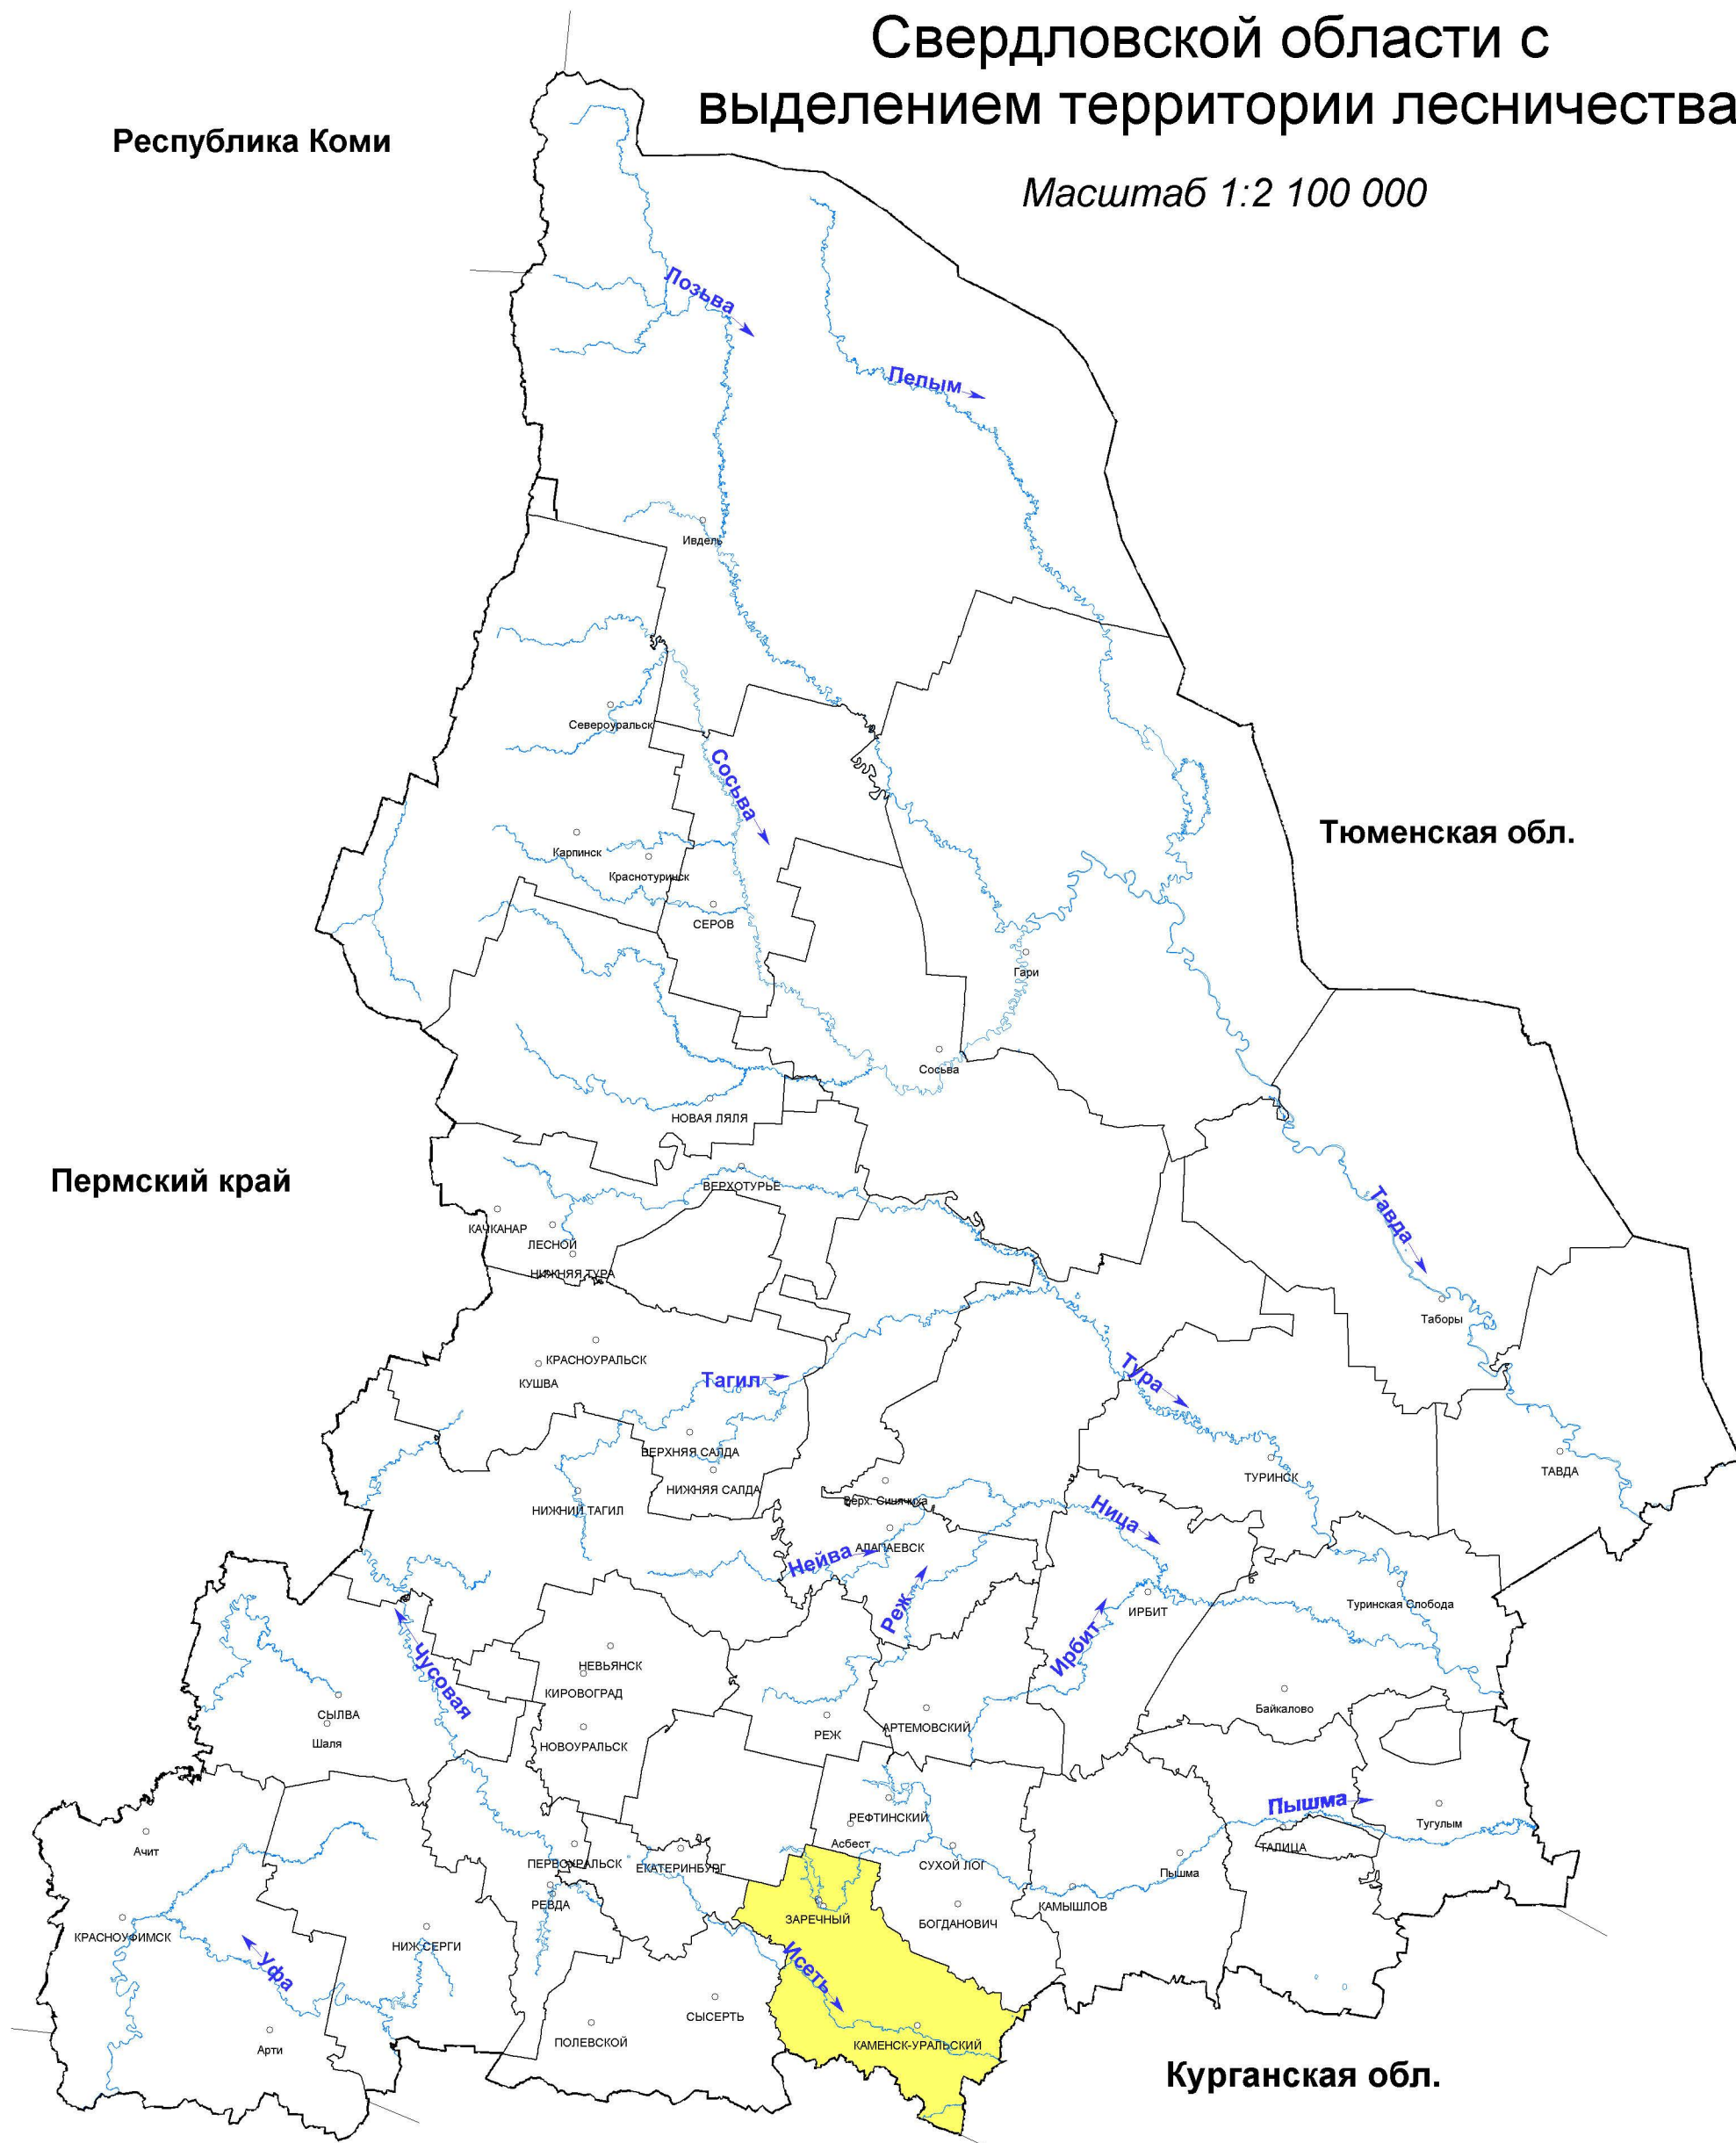 Свердловской области с
выделением территории лесничества
Масштаб 1:2 100 000
Республика Коми
Лозьва
Пелым
Ивдель
Североуральск
Сосьва
Тюменская обл.
Карпинск
Краснотуринск
СЕРОВ
Гари
Сосьва
НОВАЯ ЛЯЛЯ
Пермский край
ВЕРХОТУРЬЕ
КАЧКАНАР
ЛЕСНОЙ
НИЖНЯЯ ТУРА
Тавда
Таборы
КРАСНОУРАЛЬСК
КУШВА
Тагил
Тура
ВЕРХНЯЯ САЛДА
НИЖНЯЯ САЛДА
ТУРИНСК
ТАВДА
НИЖНИЙ ТАГИЛ
Верх. Синячиха
Ница
АЛАПАЕВСК
Нейва
Реж
Ирбит
ИРБИТ
Туринская Слобода
Чусовая
НЕВЬЯНСК
КИРОВОГРАД
СЫЛВА
Шаля
НОВОУРАЛЬСК
РЕЖ
АРТЕМОВСКИЙ
Байкалово
Пышма
Тугулым
РЕФТИНСКИЙ
Асбест
Ачит
ПЕРВОУРАЛЬСК
ЕКАТЕРИНБУРГ
СУХОЙ ЛОГ
ТАЛИЦА
Пышма
РЕВДА
КАМЫШЛОВ
ЗАРЕЧНЫЙ
БОГДАНОВИЧ
КРАСНОУФИМСК
НИЖ.СЕРГИ
Уфа
Исеть
СЫСЕРТЬ
ПОЛЕВСКОЙ
КАМЕНСК-УРАЛЬСКИЙ
Арти
Курганская обл.